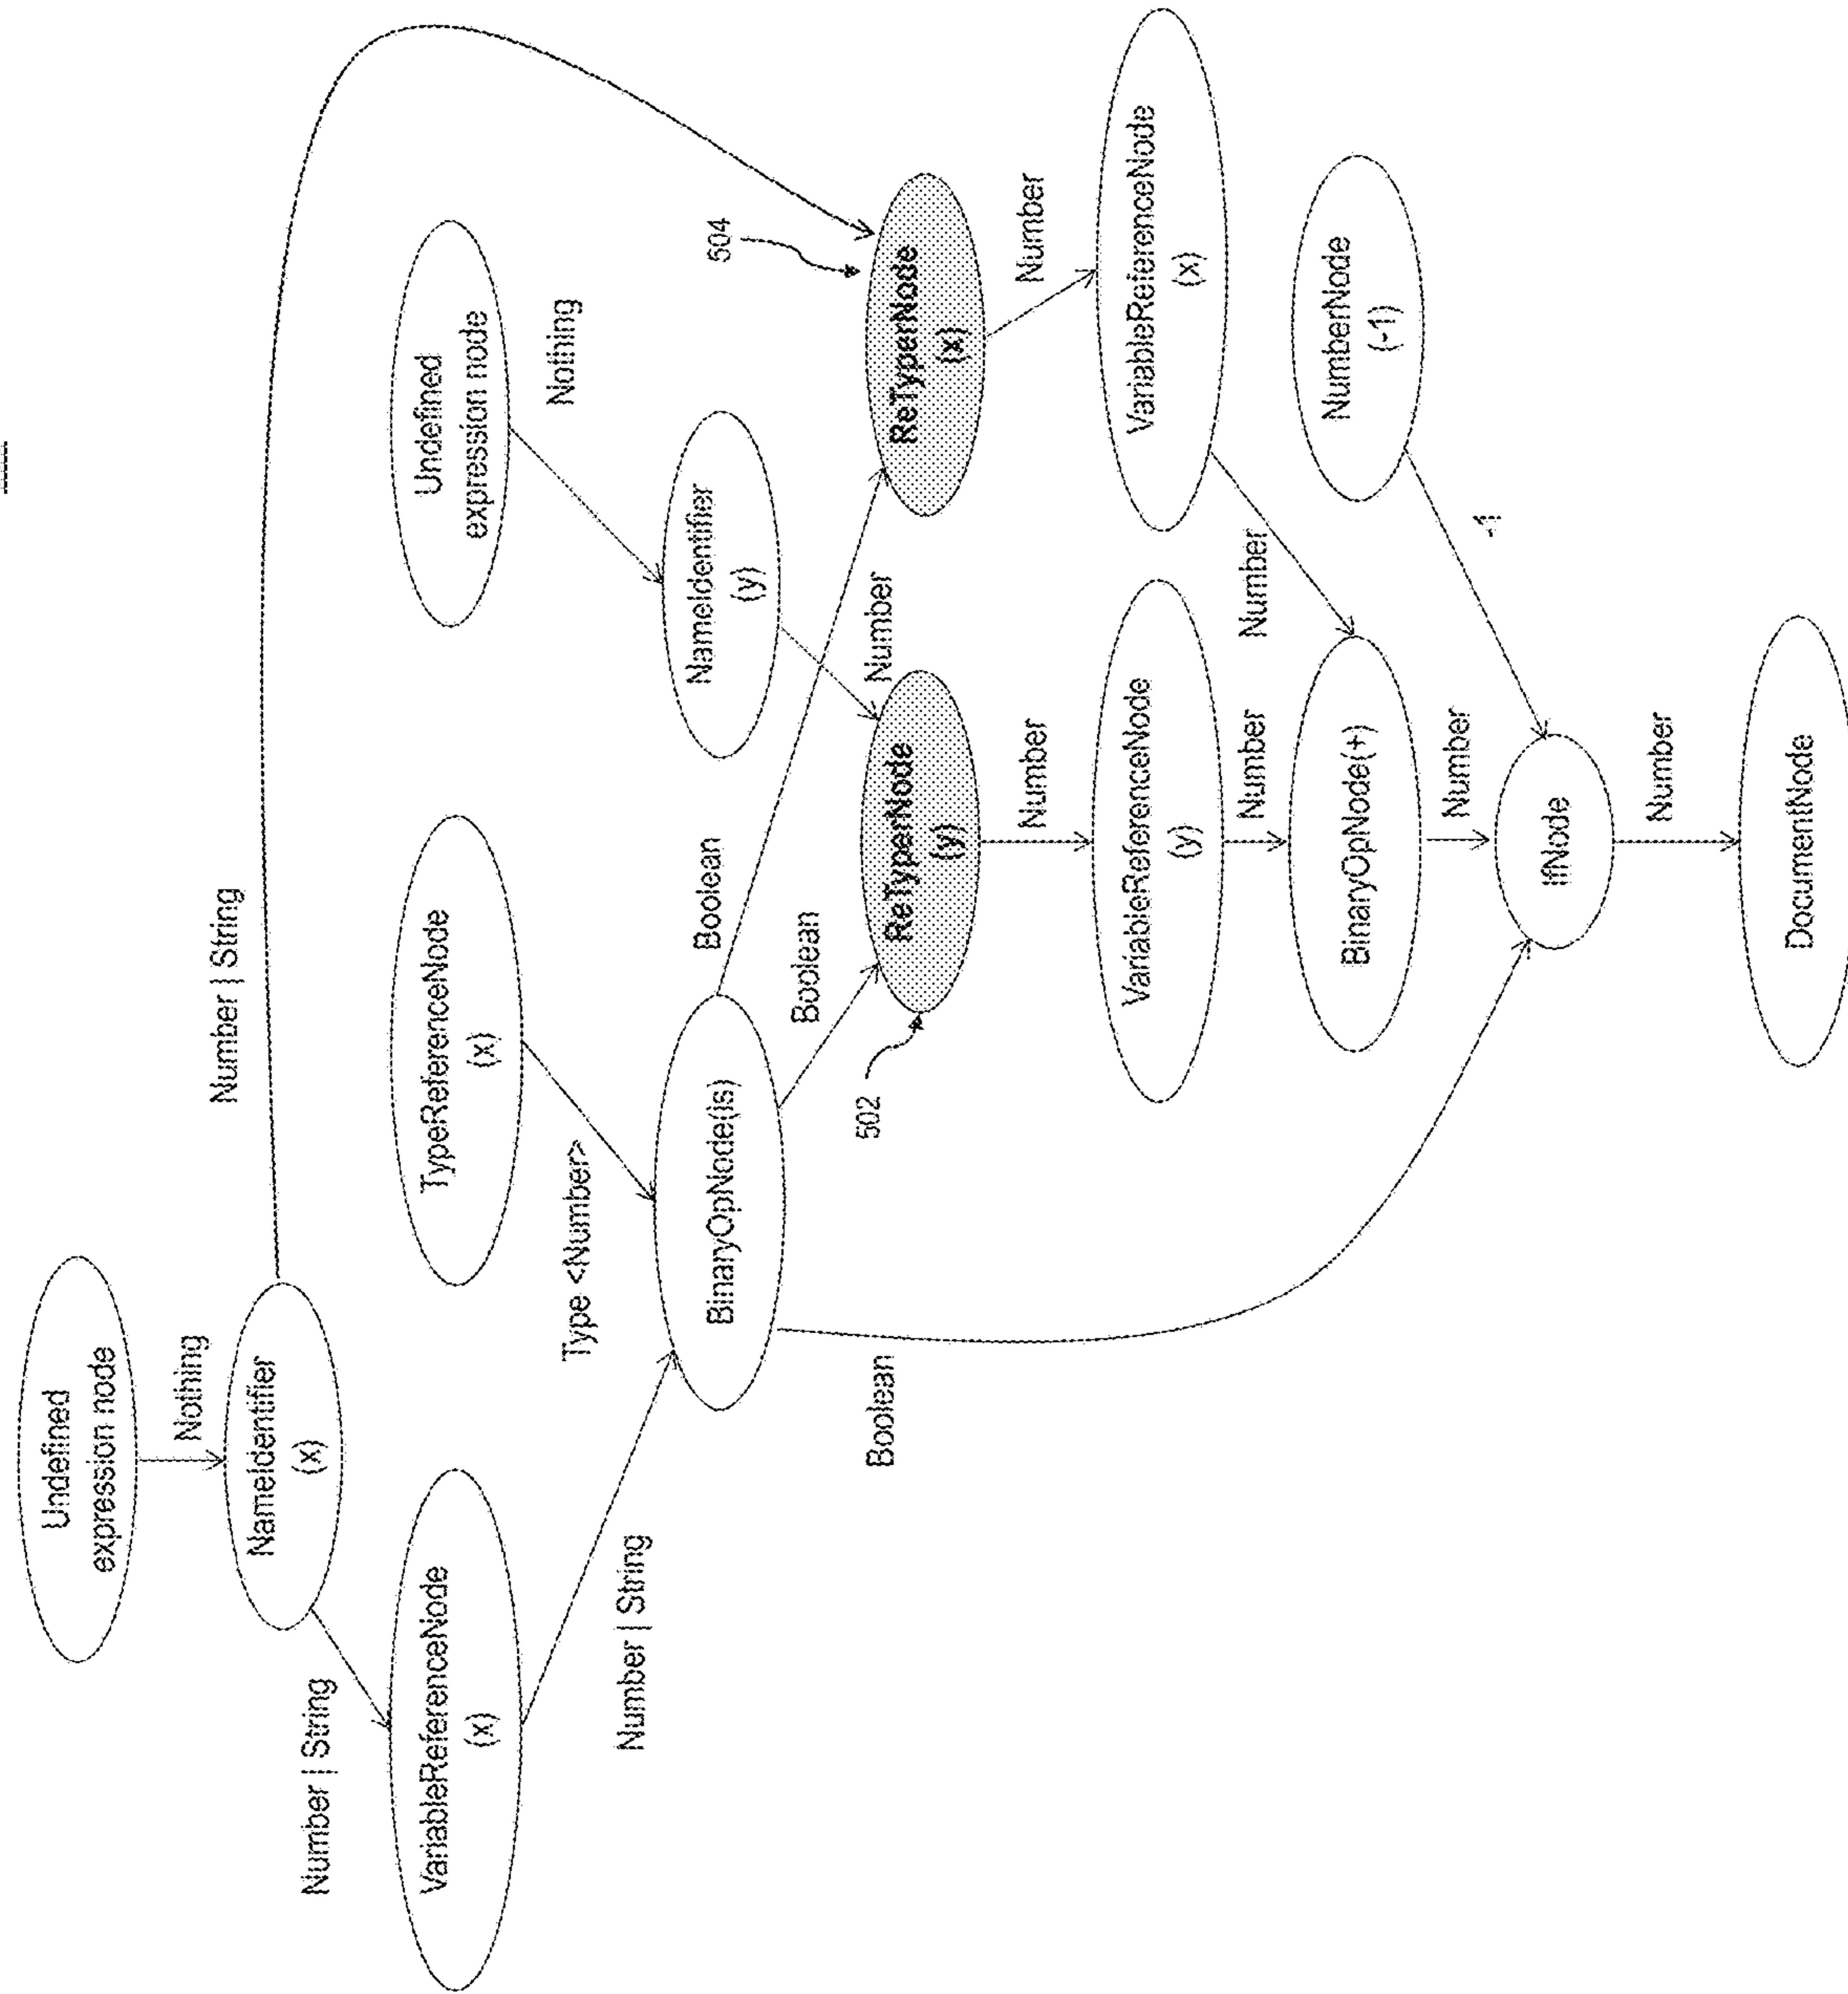 Undefined
expression node
Nothing
NameIdentifier
(x)
Number | String
Number | String
VariableReferenceNode
(x)
TypeReferenceNode
(x)
Undefined
expression node
Number | String
Type <Number>
Nothing
BinaryOpNode(is)
NameIdentifier
(y)
Boolean
Boolean
Boolean
Number
502
504
ReTyperNode
(y)
ReTyperNode
(x)
Number
Number
VariableReferenceNode
(y)
VariableReferenceNode
(x)
Number
Number
BinaryOpNode(+)
NumberNode
(-1)
Number
-1
IfNode
Number
DocumentNode